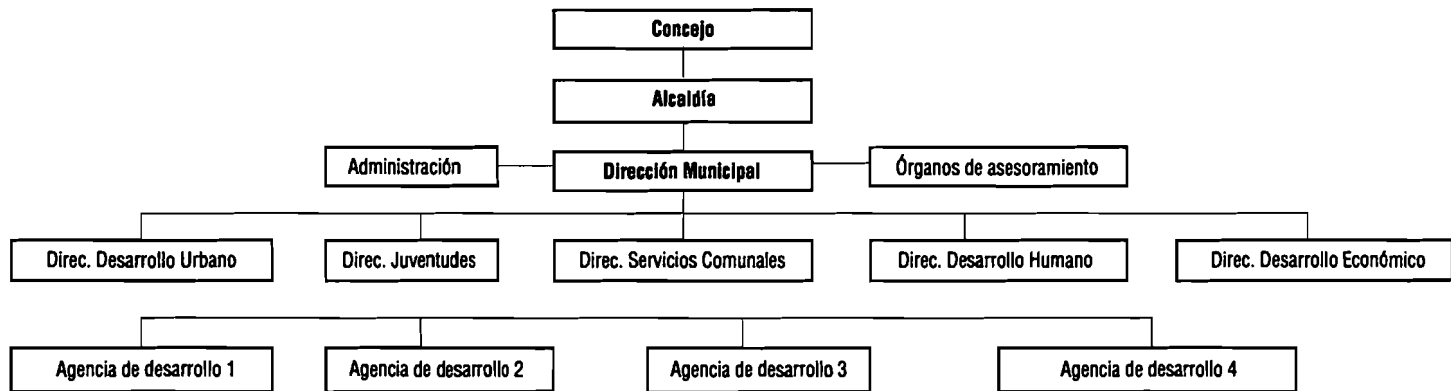 Concejo
Alcaldía
Administración
Dirección Municipal
Órganos de asesoramiento
Direc. Desarrollo Urbano
Direc. Juventudes
Direc. Servicios Comunales
Direc. Desarrollo Humano
Direc. Desarrollo Económico
Agencia de desarrollo 1
Agencia de desarrollo 2
Agencia de desarrollo 3
Agencia de desarrollo 4